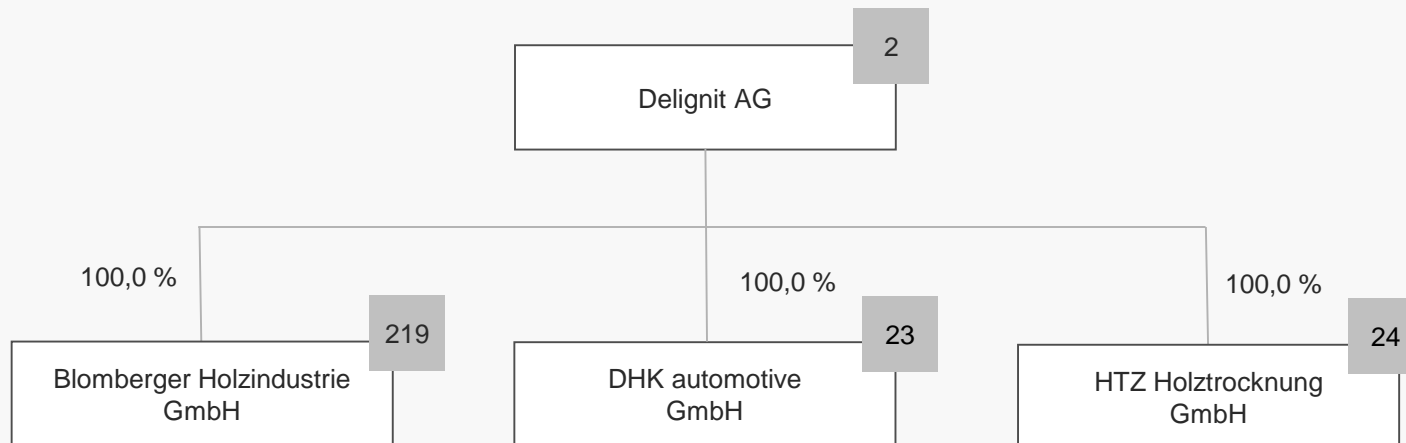 2
Delignit AG
100,0 %
100,0 %
100,0 %
219
23
24
Blomberger Holzindustrie
GmbH
DHK automotive
GmbH
HTZ Holztrocknung
GmbH